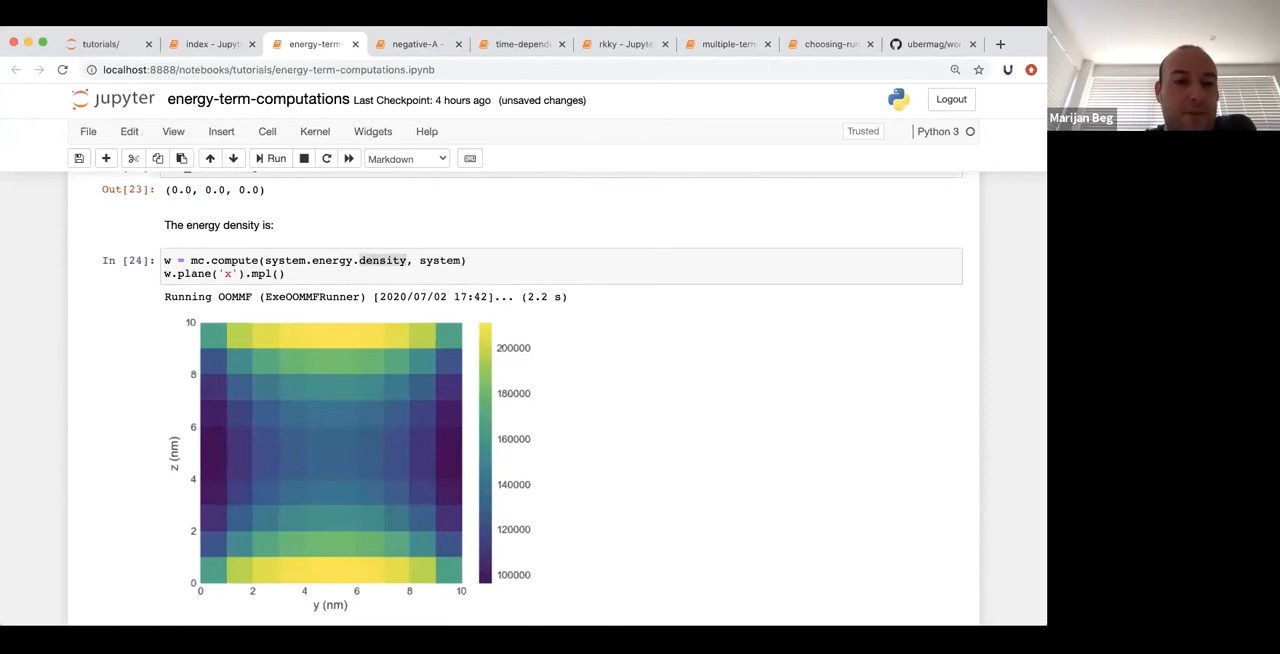 tutorials/
index - Jupyt
energy-term-
negative-A -
time-depend
rkky - Jupyte
multiple-term
choosing-run
ubermag/wor
localhost:8888/notebooks/tutorials/energy-term-computations.ipynb
jupyter energy-term-computations Last Checkpoint: 4 hours ago (unsaved changes)
Logout
File Edit View Insert Cell Kernel Widgets Help
Trusted Python 3
Run Markdown
Marijan Beg
Out[23]: (0.0, 0.0, 0.0)
The energy density is:
In [24]: w = mc.compute(system.energy.density, system)
w.plane('x').mpl()
Running OOMMF (ExeOOMMFRunner) [2020/07/02 17:42]... (2.2 s)
10
8
6
4
2
0
z (nm)
0 2 4 6 8 10
y (nm)
200000
180000
160000
140000
120000
100000